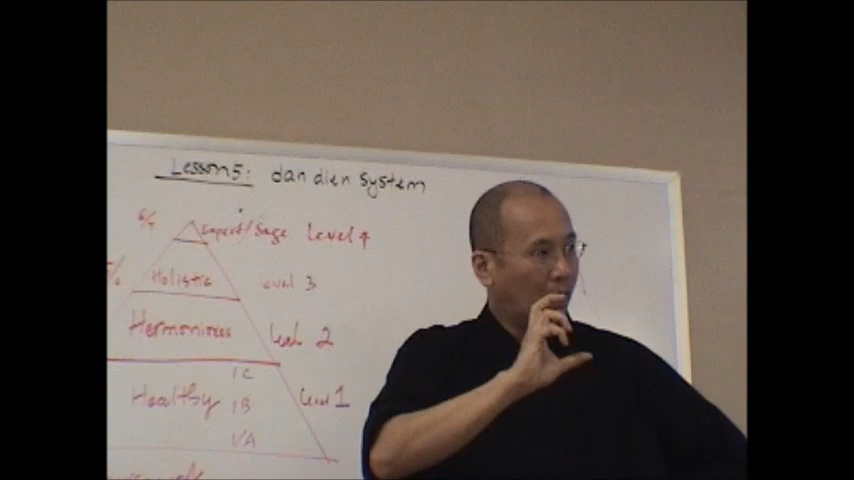 Lesson 5: dan dien system
Expert/Sage Level 4
Holistic Level 3
Harmonizes Level 2
1C
Healthy 1B Level 1
1A